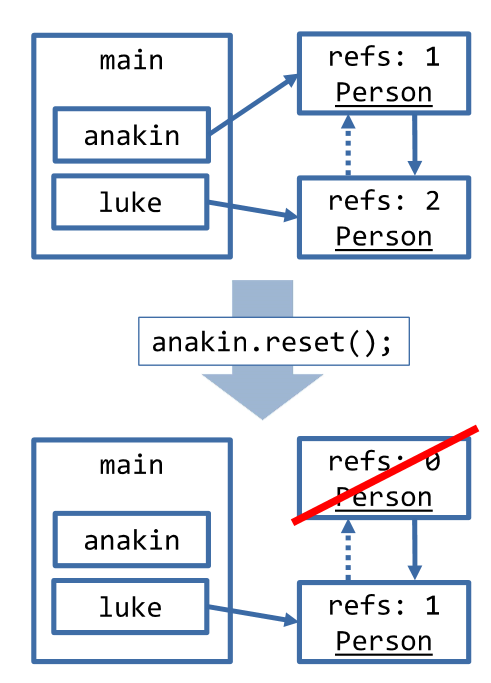 main
refs: 1
Person
anakin
luke
refs: 2
Person
anakin.reset();
main
refs: 0
Person
anakin
luke
refs: 1
Person